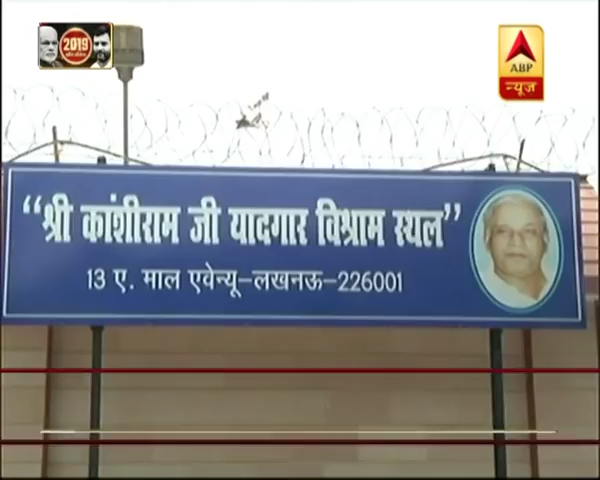 2019
ABP
न्यूज़
“श्री कांशीराम जी यादगार विश्राम स्थल”
13 ए. माल एवेन्यू–लखनऊ–226001